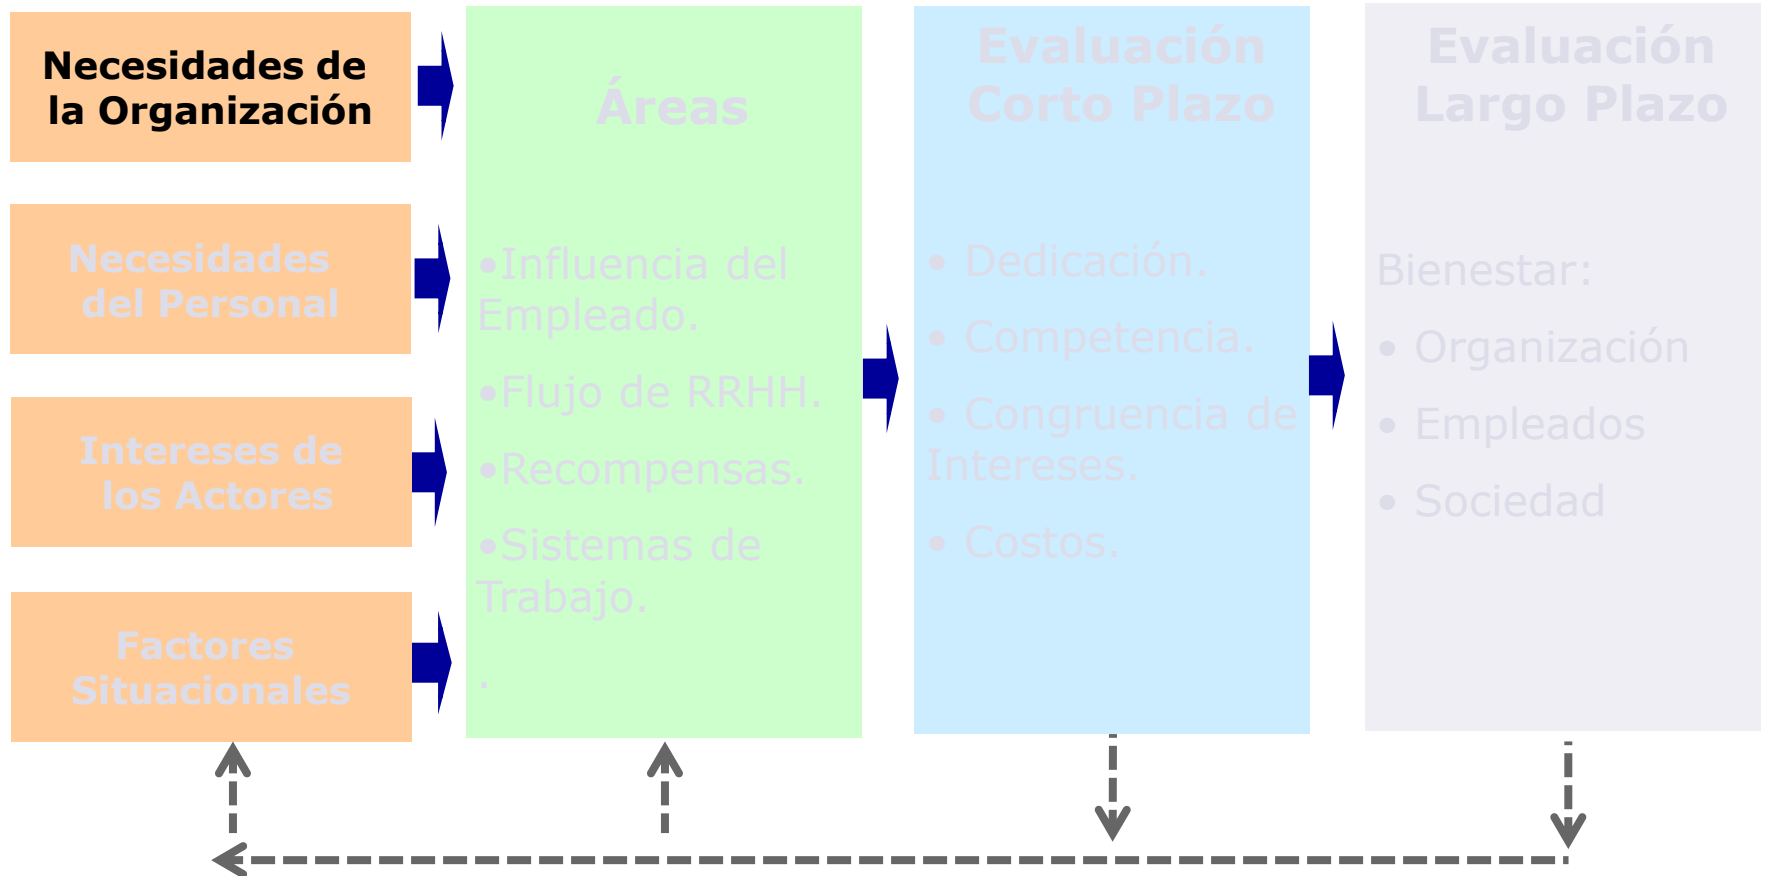 Necesidades de
la Organización
Necesidades
del Personal
Intereses de
los Actores
Factores
Situacionales
Áreas
•Influencia del
Empleado.
•Flujo de RRHH.
•Recompensas.
•Sistemas de
Trabajo.
.
Evaluación
Corto Plazo
• Dedicación.
• Competencia.
• Congruencia de
Intereses.
• Costos.
Evaluación
Largo Plazo
Bienestar:
• Organización
• Empleados
• Sociedad